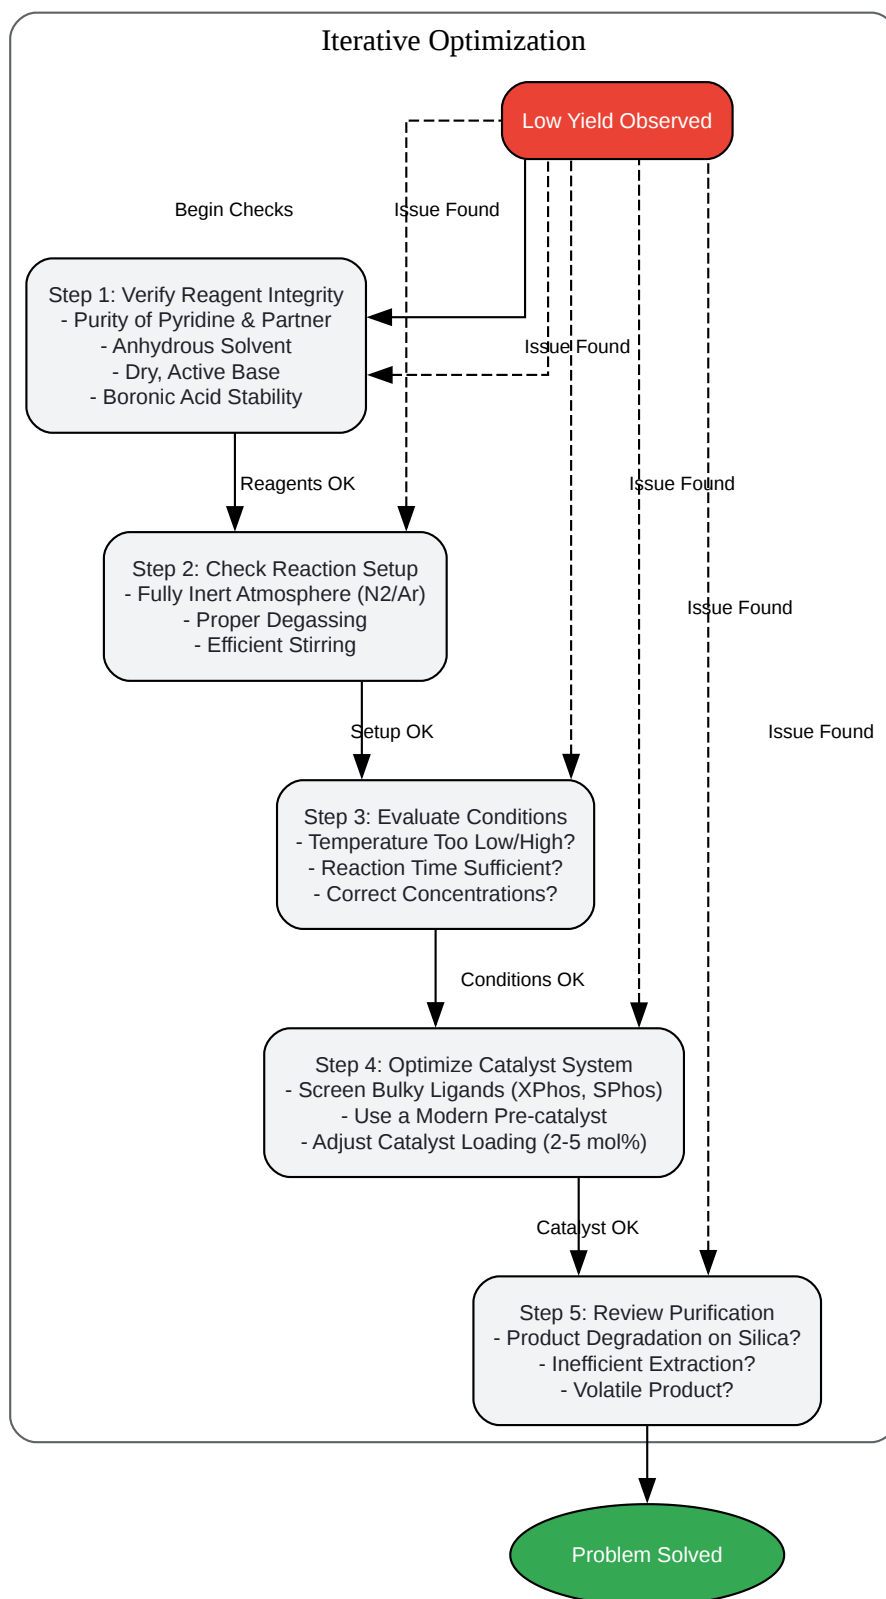 Iterative Optimization
Low Yield Observed
Begin Checks
Issue Found
Step 1: Verify Reagent Integrity
- Purity of Pyridine & Partner
- Anhydrous Solvent
- Dry, Active Base
- Boronic Acid Stability
Issue Found
Reagents OK
Issue Found
Step 2: Check Reaction Setup
- Fully Inert Atmosphere (N2/Ar)
- Proper Degassing
- Efficient Stirring
Issue Found
Setup OK
Issue Found
Step 3: Evaluate Conditions
- Temperature Too Low/High?
- Reaction Time Sufficient?
- Correct Concentrations?
Conditions OK
Step 4: Optimize Catalyst System
- Screen Bulky Ligands (XPhos, SPhos)
- Use a Modern Pre-catalyst
- Adjust Catalyst Loading (2-5 mol%)
Catalyst OK
Step 5: Review Purification
- Product Degradation on Silica?
- Inefficient Extraction?
- Volatile Product?
Problem Solved